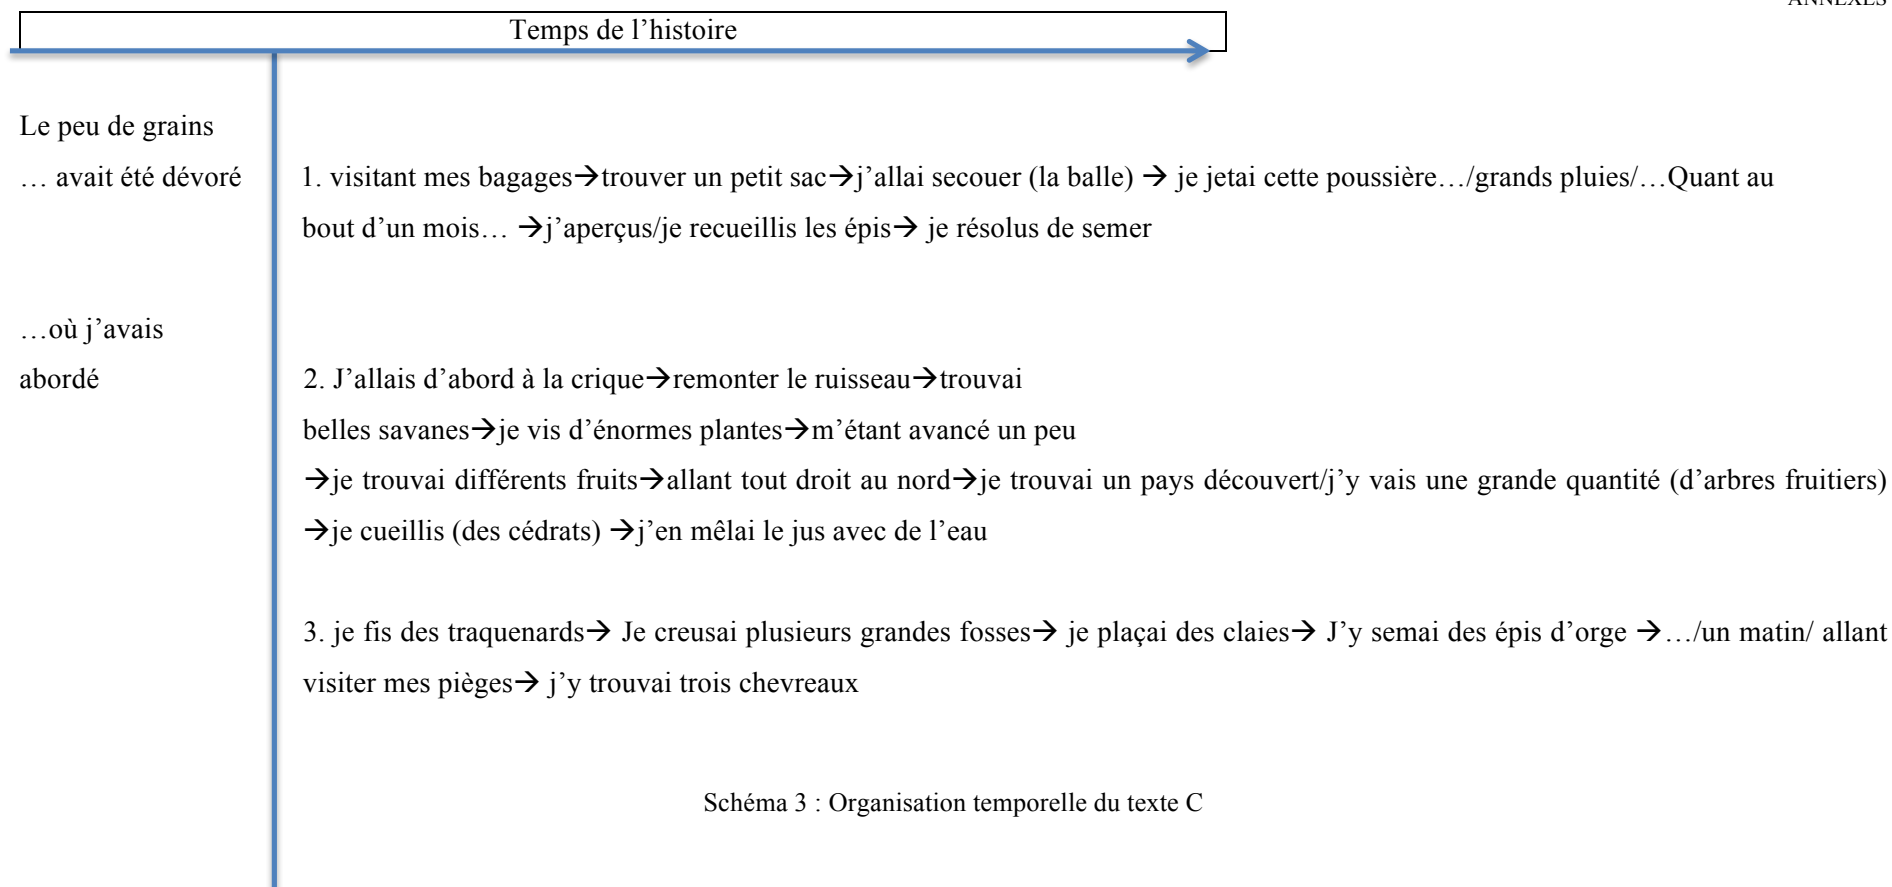 ANNEXES
Temps de l’histoire
Le peu de grains
… avait été dévoré
1. visitant mes bagages→trouver un petit sac→j’allai secouer (la balle) → je jetai cette poussière…/grands pluies/…Quant au
bout d’un mois… →j’aperçus/je recueillis les épis→ je résolus de semer
…où j’avais
abordé
2. J’allais d’abord à la crique→remonter le ruisseau→trouvai
belles savanes→je vis d’énormes plantes→m’étant avancé un peu
→je trouvai différents fruits→allant tout droit au nord→je trouvai un pays découvert/j’y vais une grande quantité (d’arbres fruitiers)
→je cueillis (des cédrats) →j’en mêlai le jus avec de l’eau
3. je fis des traquenards→ Je creusai plusieurs grandes fosses→ je plaçai des claies→ J’y semai des épis d’orge →…/un matin/ allant
visiter mes pièges→ j’y trouvai trois chevreaux
Schéma 3 : Organisation temporelle du texte C